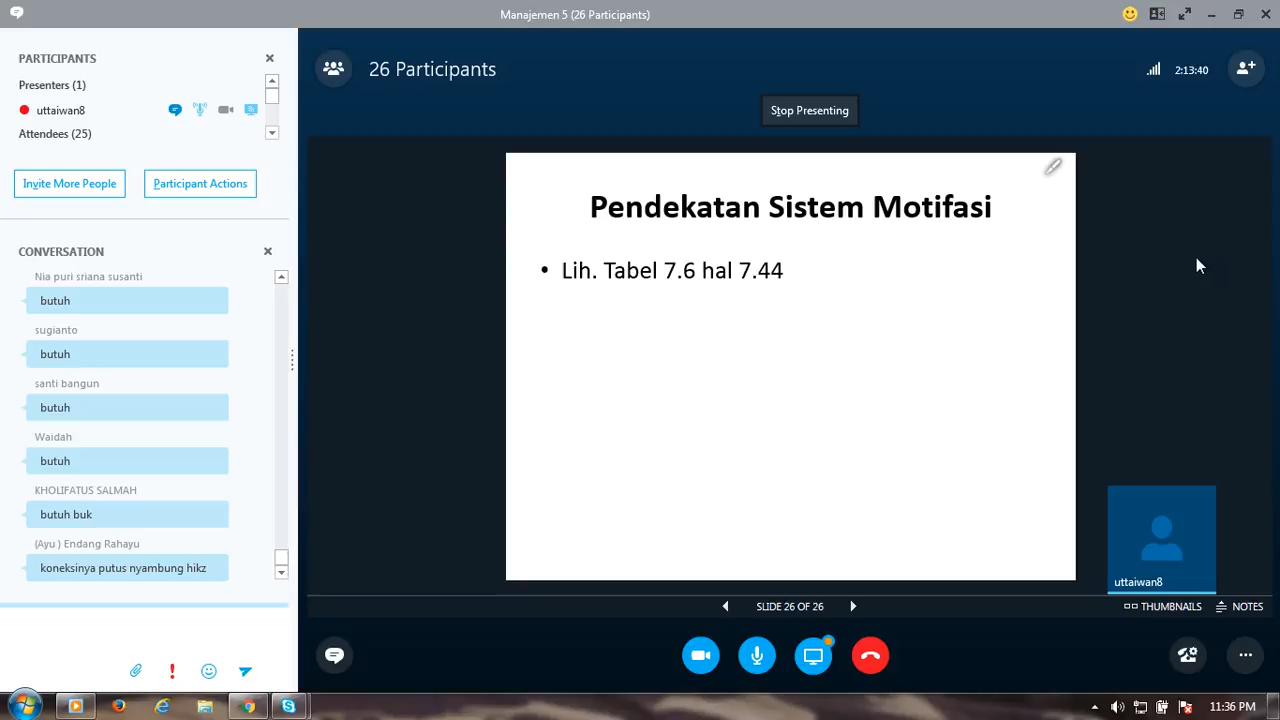 Manajemen 5 (26 Participants)
PARTICIPANTS
Presenters (1)
uttaiwan8
Attendees (25)
Invite More People
Participant Actions
CONVERSATION
Nia puri sriana susanti
butuh
sugianto
butuh
santi bangun
butuh
Waidah
butuh
KHOLIFATUS SALMAH
butuh buk
(Ayu ) Endang Rahayu
koneksinya putus nyambung hikz
26 Participants
2:13:40
Stop Presenting
Pendekatan Sistem Motifasi
• Lih. Tabel 7.6 hal 7.44
uttaiwan8
SLIDE 26 OF 26
THUMBNAILS
NOTES
11:36 PM